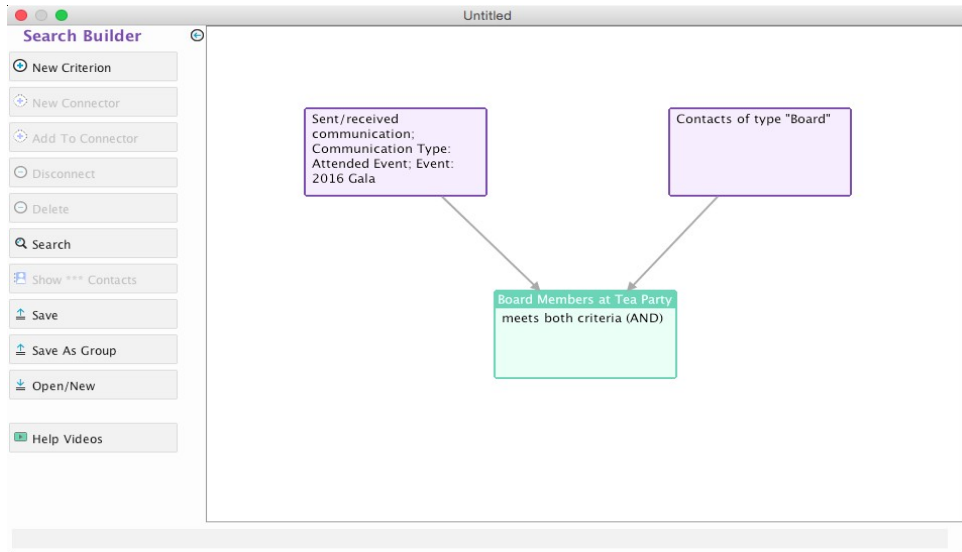 Untitled
Search Builder
New Criterion
New Connector
Add To Connector
Disconnect
Delete
Search
Show *** Contacts
Save
Save As Group
Open/New
Help Videos
Sent/received
communication;
Communication Type:
Attended Event; Event:
2016 Gala
Contacts of type "Board"
Board Members at Tea Party
meets both criteria (AND)